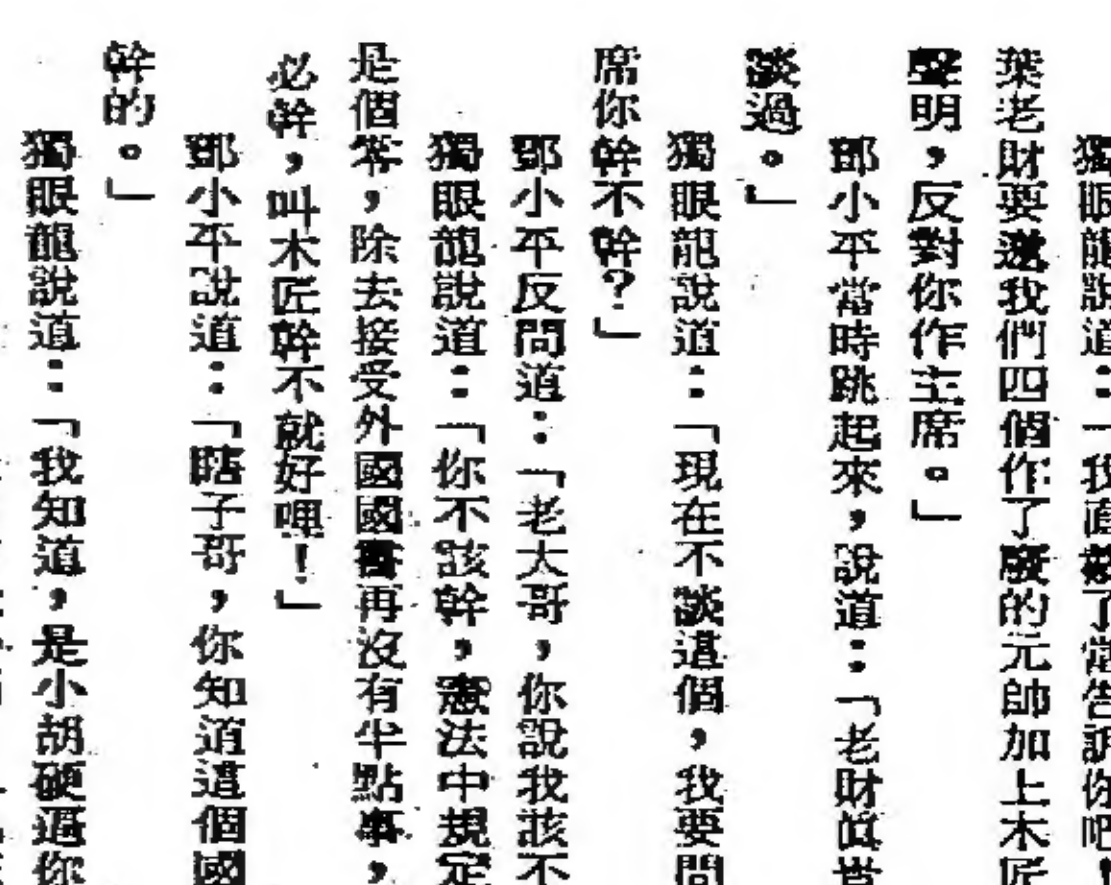 獨眼龍說道：「我直截了當告訴你吧，
葉老財要邀我們四個作了廢的元帥加上木匠
聲明，反對你作主席。」
鄧小平當時跳起來，說道：「老財眞豈
談過。」
獨眼龍說道：「現在不談這個，我要問
席你幹不幹？」
鄧小平反問道：「老大哥，你說我該不
獨眼龍說道：「你不該幹，憲法中規定
是個零，除去接受外國國書再沒有半點事，
必幹，叫木匠幹不就好哩！」
鄧小平說道：「瞎子哥，你知道這個國
幹的。」
獨眼龍說道：「我知道，是小胡硬逼你